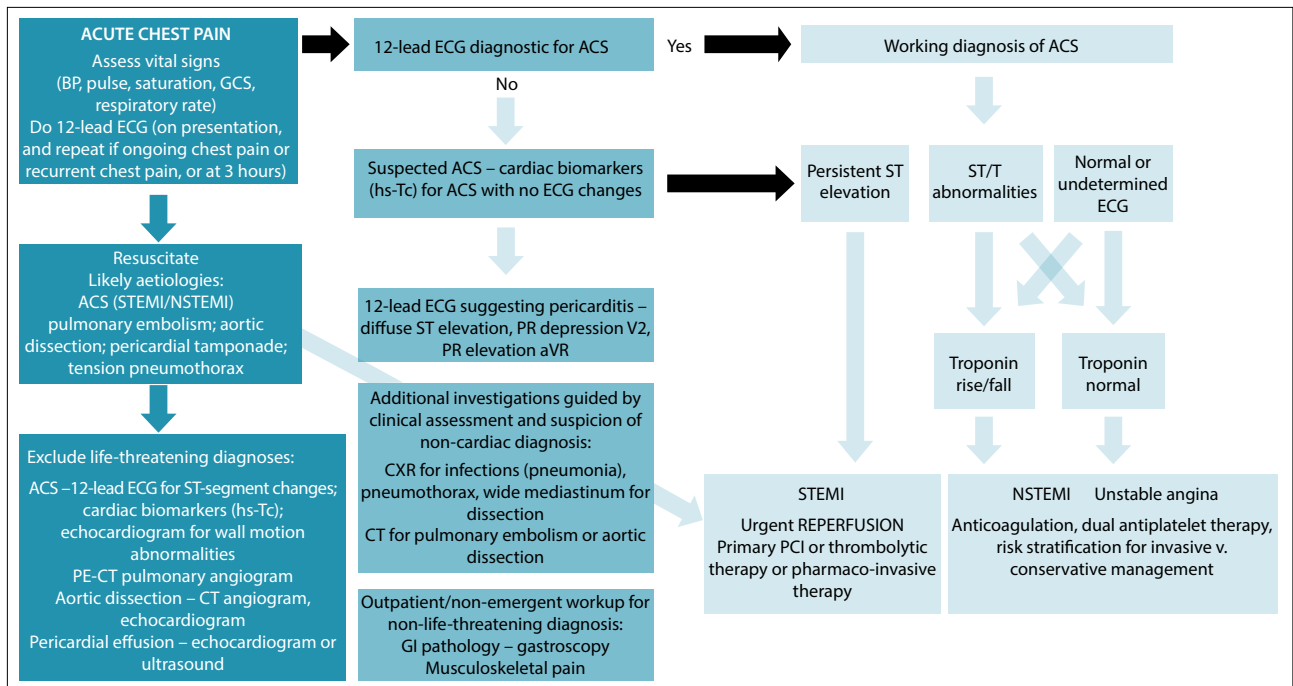 ACUTE CHEST PAIN
Assess vital signs
(BP, pulse, saturation, GCS,
respiratory rate)
Do 12-lead ECG (on presentation,
and repeat if ongoing chest pain or
recurrent chest pain, or at 3 hours)
Resuscitate
Likely aetiologies:
ACS (STEMI/NSTEMI)
pulmonary embolism; aortic
dissection; pericardial tamponade;
tension pneumothorax
Exclude life-threatening diagnoses:
ACS –12-lead ECG for ST-segment changes;
cardiac biomarkers (hs-Tc);
echocardiogram for wall motion
abnormalities
PE-CT pulmonary angiogram
Aortic dissection – CT angiogram,
echocardiogram
Pericardial effusion – echocardiogram or
ultrasound
12-lead ECG diagnostic for ACS
Yes
No
Suspected ACS – cardiac biomarkers
(hs-Tc) for ACS with no ECG changes
12-lead ECG suggesting pericarditis –
diffuse ST elevation, PR depression V2,
PR elevation aVR
Additional investigations guided by
clinical assessment and suspicion of
non-cardiac diagnosis:
CXR for infections (pneumonia),
pneumothorax, wide mediastinum for
dissection
CT for pulmonary embolism or aortic
dissection
Outpatient/non-emergent workup for
non-life-threatening diagnosis:
GI pathology – gastroscopy
Musculoskeletal pain
Working diagnosis of ACS
Persistent ST
elevation
ST/T
abnormalities
Normal or
undetermined
ECG
Troponin
rise/fall
Troponin
normal
STEMI
Urgent REPERFUSION
Primary PCI or thrombolytic
therapy or pharmaco-invasive
therapy
NSTEMI Unstable angina
Anticoagulation, dual antiplatelet therapy,
risk stratification for invasive v.
conservative management